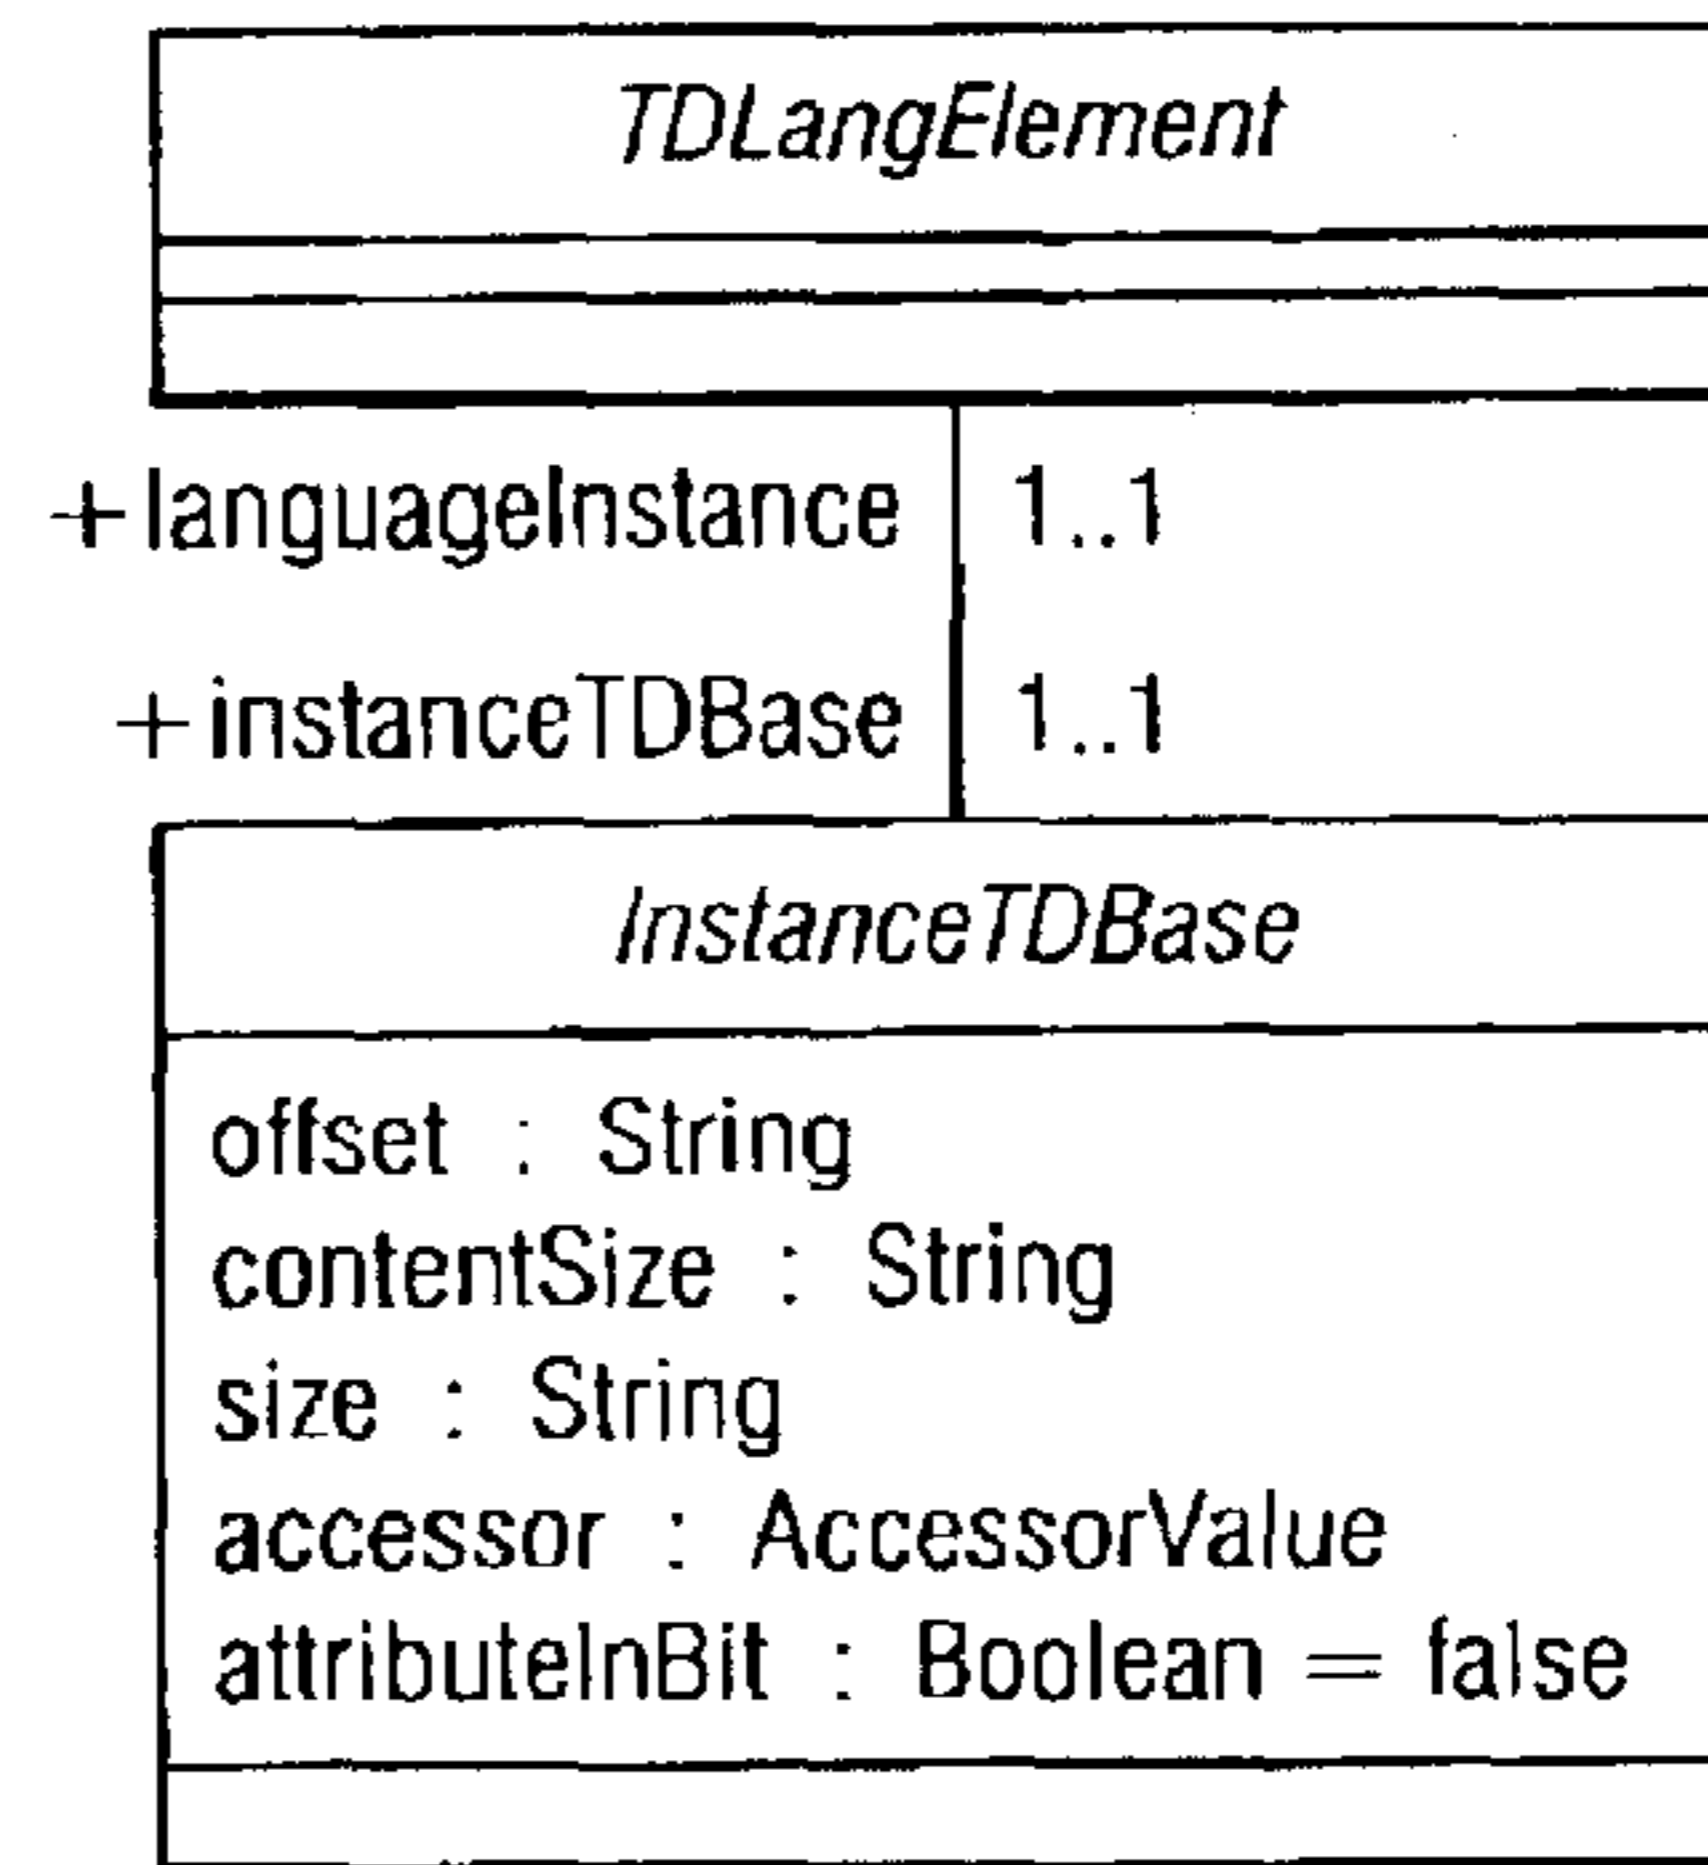 TDLangElement
+languageInstance 1..1
+instanceTDBase 1..1
InstanceTDBase
offset : String
contentSize : String
size : String
accessor : AccessorValue
attributeInBit : Boolean = false